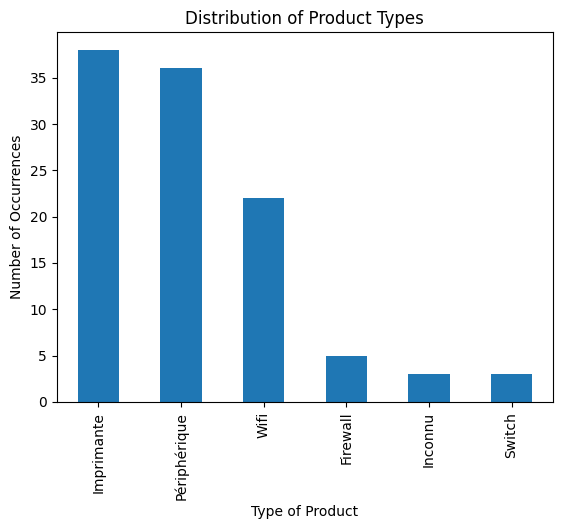 Distribution of Product Types
Number of Occurrences
35
30
25
20
15
10
5
0
Imprimante
Périphérique
Wifi
Firewall
Inconnu
Switch
Type of Product